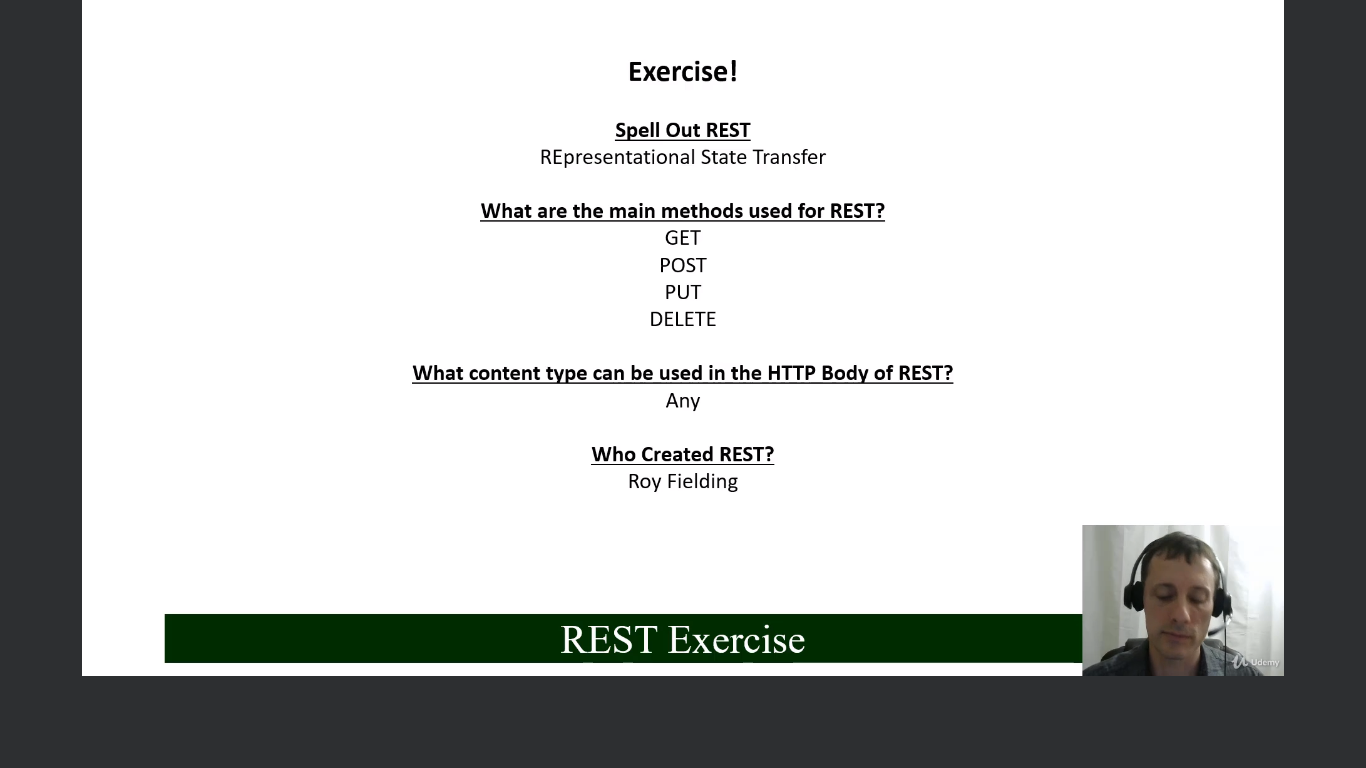 Exercise!
Spell Out REST
REpresentational State Transfer
What are the main methods used for REST?
GET
POST
PUT
DELETE
What content type can be used in the HTTP Body of REST?
Any
Who Created REST?
Roy Fielding
REST Exercise
Udemy